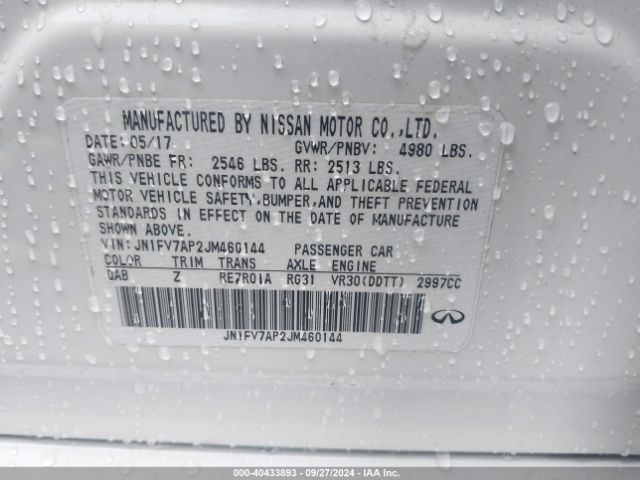 MANUFACTURED BY NISSAN MOTOR CO.,LTD.
DATE: 05/17 GVWR/PNBV: 4980 LBS.
GAWR/PNBE FR: 2546 LBS. RR: 2513 LBS.
THIS VEHICLE CONFORMS TO ALL APPLICABLE FEDERAL
MOTOR VEHICLE SAFETY,BUMPER,AND THEFT PREVENTION
STANDARDS IN EFFECT ON THE DATE OF MANUFACTURE
SHOWN ABOVE.
VIN: JN1FV7AP2JM460144 PASSENGER CAR
COLOR TRIM TRANS AXLE ENGINE
QAB Z RE7R01A RG31 VR30(DDTT) 2997CC
JN1FV7AP2JM460144
000-40433893 - 09/27/2024 - IAA Inc.